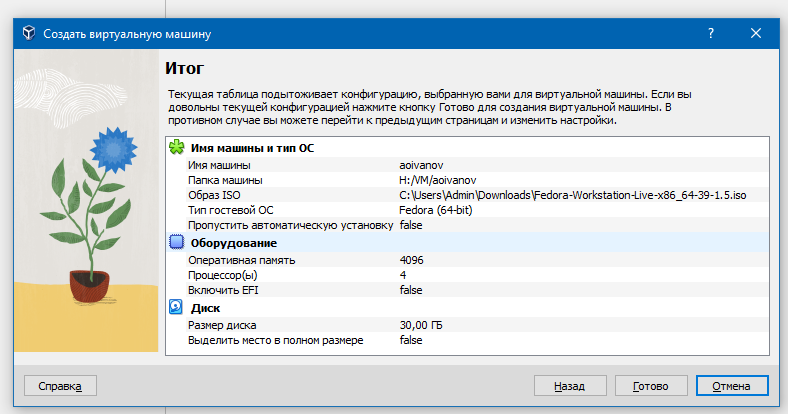 Создать виртуальную машину
?
Итог
Текущая таблица подытоживает конфигурацию, выбранную вами для виртуальной машины. Если вы
довольны текущей конфигурацией нажмите кнопку Готово для создания виртуальной машины. В
противном случае вы можете перейти к предыдущим страницам и изменить настройки.
Имя машины и тип ОС
Имя машины aoivanov
Папка машины H:/VM/aoivanov
Образ ISO C:\Users\Admin\Downloads\Fedora-Workstation-Live-x86_64-39-1.5.iso
Тип гостевой ОС Fedora (64-bit)
Пропустить автоматическую установку false
Оборудование
Оперативная память 4096
Процессор(ы) 4
Включить EFI false
Диск
Размер диска 30,00 ГБ
Выделить место в полном размере false
Справка Назад Готово Отмена